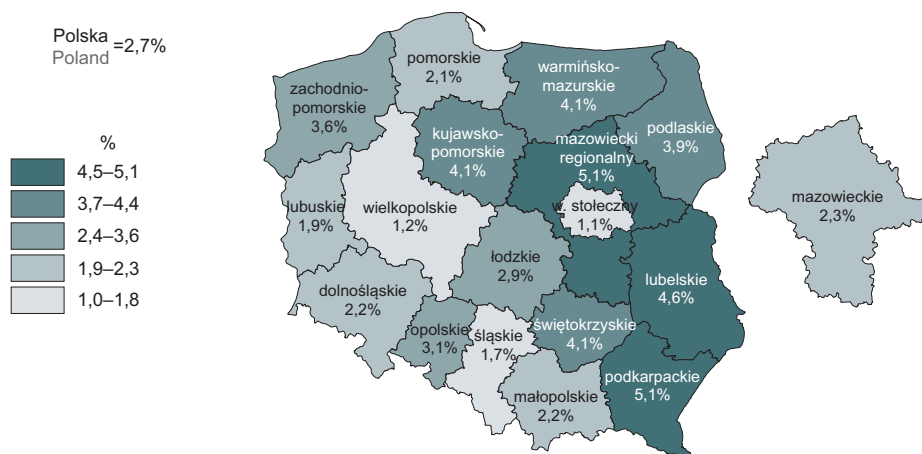 Polska
Poland
=2,7%
%
4,5–5,1
3,7–4,4
2,4–3,6
1,9–2,3
1,0–1,8
pomorskie
2,1%
warmińsko-
mazurskie
4,1%
zachodnio-
pomorskie
3,6%
kujawsko-
pomorskie
4,1%
mazowiecki
regionalny
5,1%
podlaskie
3,9%
lubuskie
1,9%
wielkopolskie
1,2%
w. stołeczny
1,1%
mazowieckie
2,3%
łodzkie
2,9%
lubelskie
4,6%
dolnośląskie
2,2%
opolskie
3,1%
śląskie
1,7%
świętokrzyskie
4,1%
małopolskie
2,2%
podkarpackie
5,1%